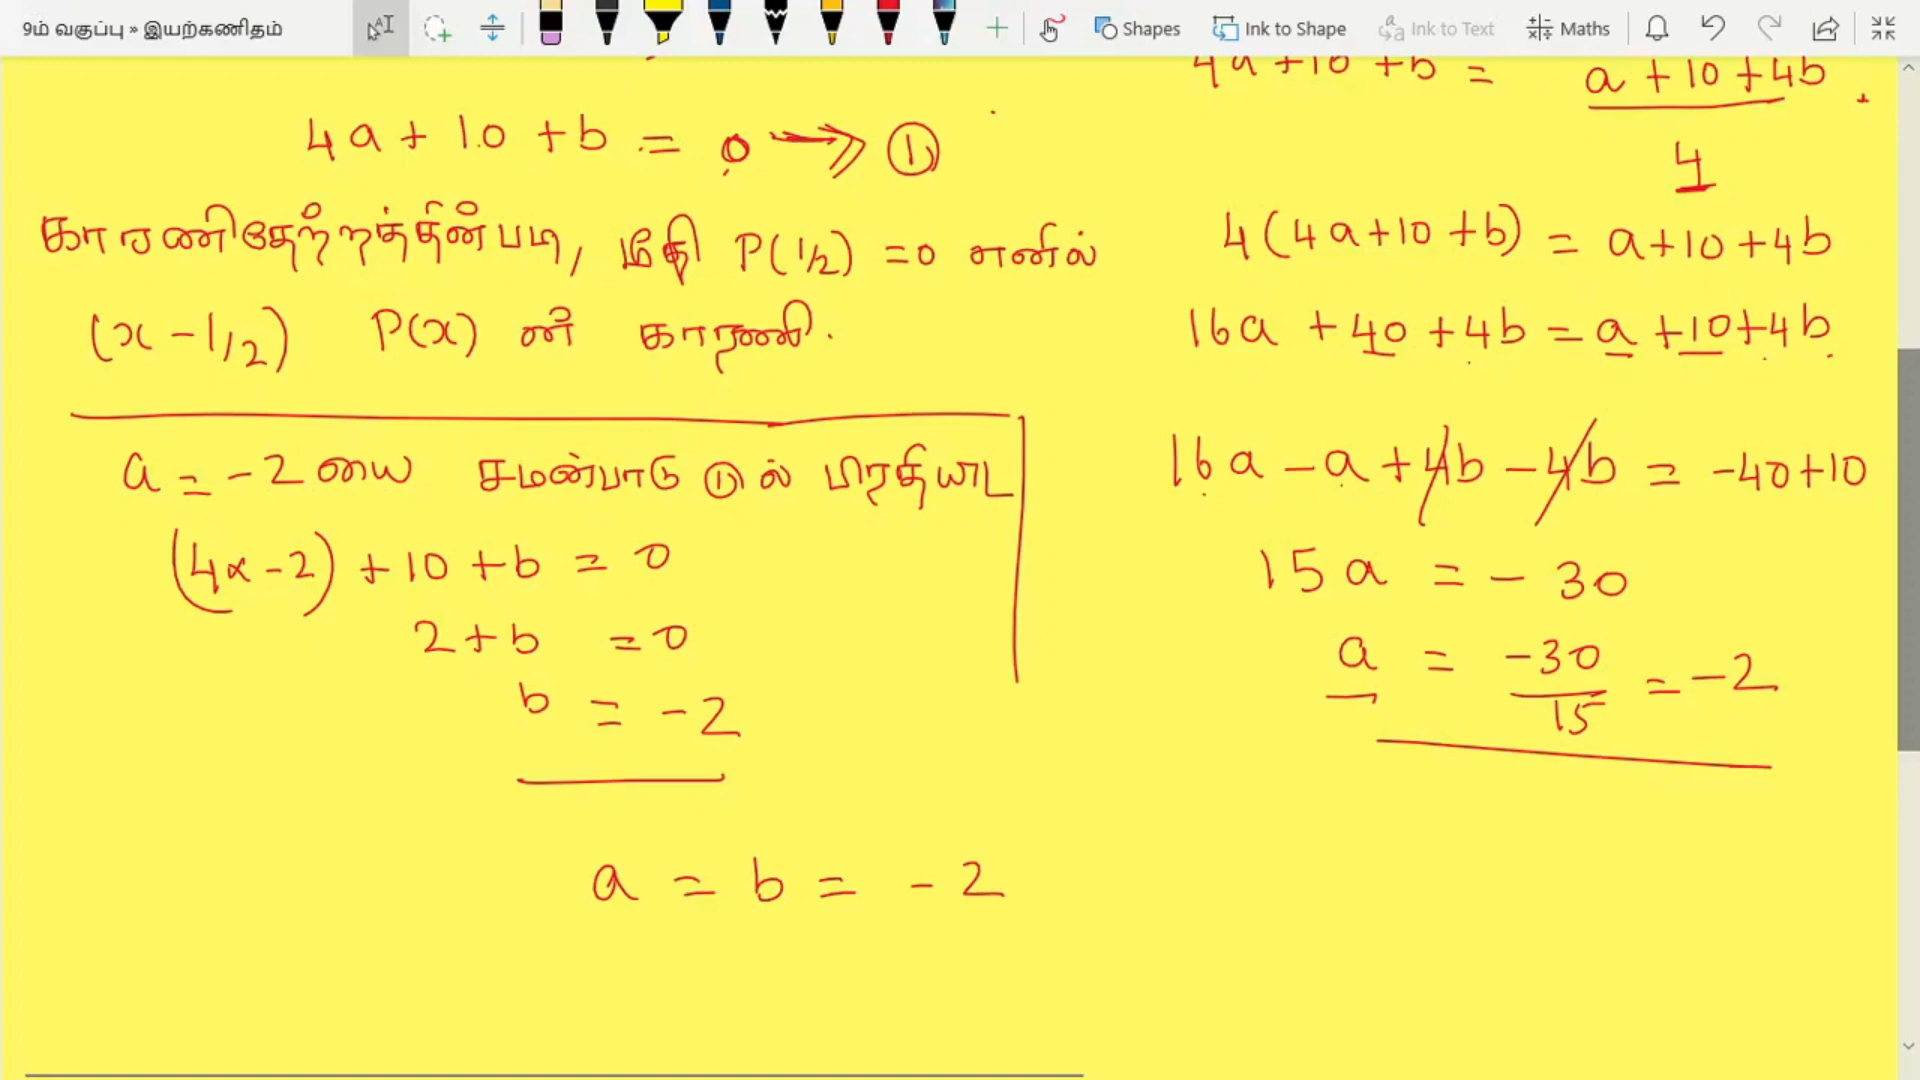 9ம் வகுப்பு » இயற்கணிதம்
Shapes
Ink to Shape
Ink to Text
Maths
4a + 10 + b = 0 ①
காரணிதேற்றத்தின்படி, மீதி P(1/2) = 0 எனில்
(x - 1/2) P(x) ன் காரணி.
a = -2 யை சமன்பாடு ① ல் பிரதியிட
(4x-2) + 10 + b = 0
2 + b = 0
b = -2
a = b = -2
4a + 10 + b = a + 10 + 4b
4
4(4a + 10 + b) = a + 10 + 4b
16a + 40 + 4b = a + 10 + 4b
16a - a + 4b - 4b = -40 + 10
15a = -30
a = -30/15 = -2